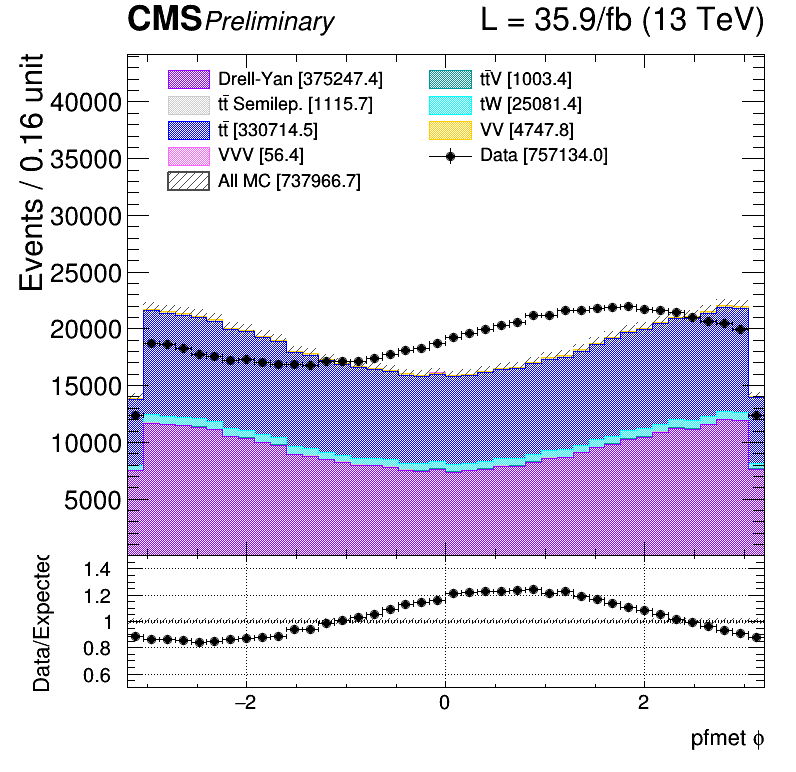 CMS Preliminary L = 35.9/fb (13 TeV)
Events / 0.16 unit
40000
35000
30000
25000
20000
15000
10000
5000
Drell-Yan [375247.4]
tt̄ Semilep. [1115.7]
tt̄ [330714.5]
VVV [56.4]
All MC [737966.7]
tt̄V [1003.4]
tW [25081.4]
VV [4747.8]
Data [757134.0]
Data/Expected
1.4
1.2
1
0.8
0.6
−2 0 2
pfmet ϕ